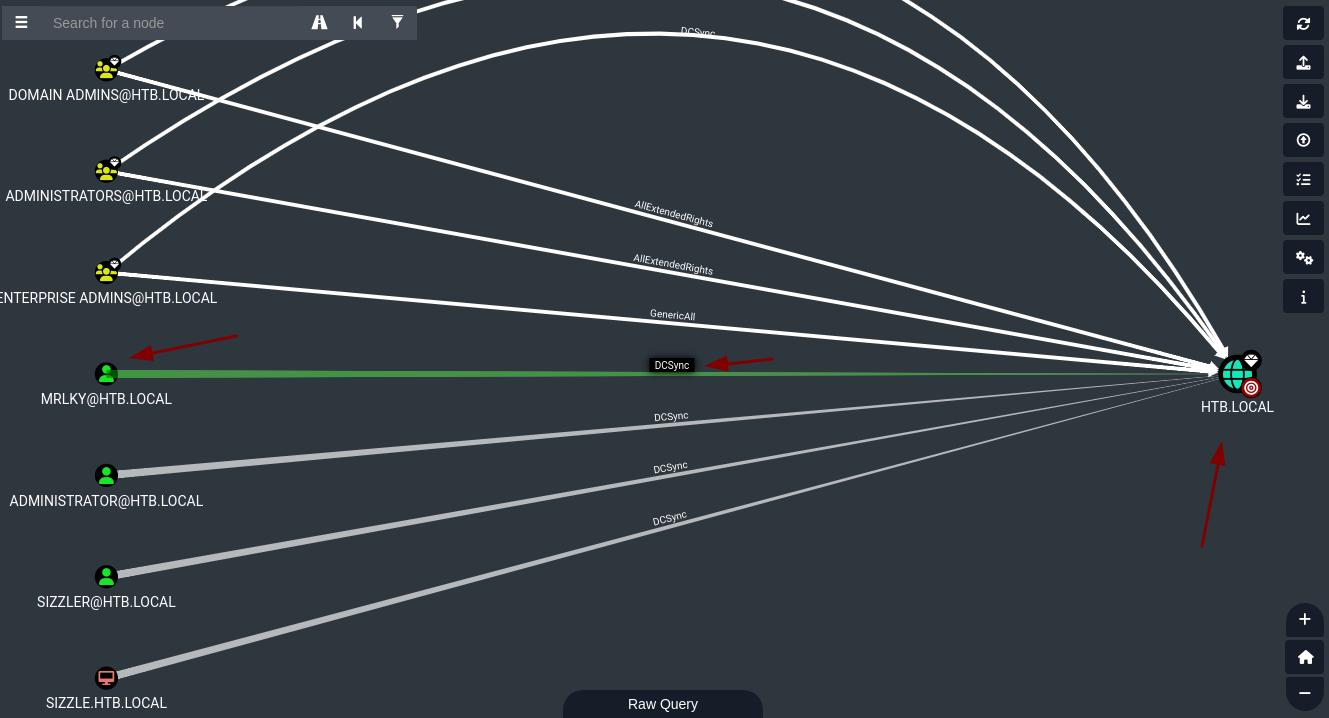 Search for a node
DCSync
DOMAIN ADMINS@HTB.LOCAL
ADMINISTRATORS@HTB.LOCAL
AllExtendedRights
AllExtendedRights
ENTERPRISE ADMINS@HTB.LOCAL
GenericAll
DCSync
MRLKY@HTB.LOCAL
HTB.LOCAL
DCSync
DCSync
ADMINISTRATOR@HTB.LOCAL
DCSync
SIZZLER@HTB.LOCAL
SIZZLE.HTB.LOCAL
Raw Query